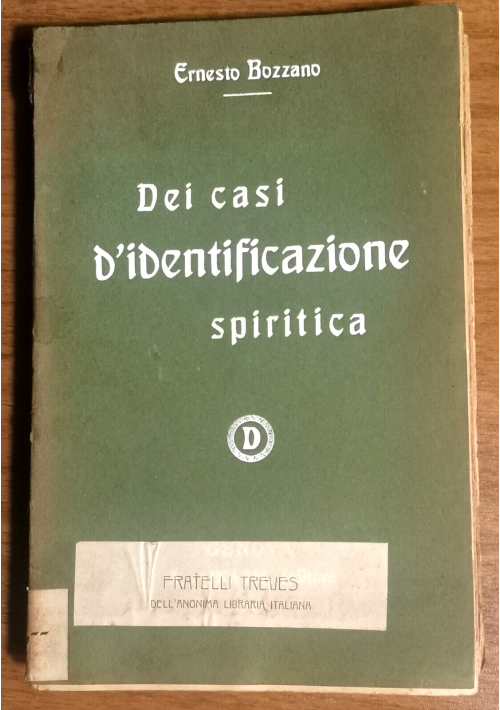 Ernesto Bozzano
Dei casi
d'identificazione
spiritica
D
FRATELLI TREVES
DELL'ANONIMA LIBRARIA ITALIANA